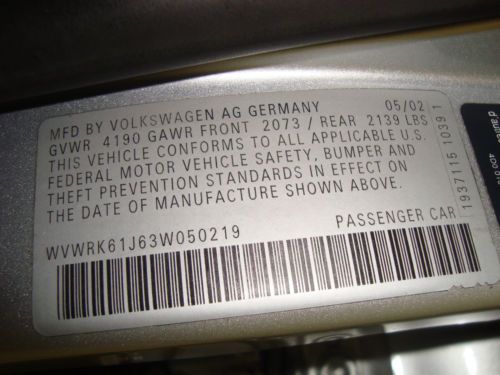 MFD BY VOLKSWAGEN AG GERMANY 05/02
GVWR 4190 GAWR FRONT 2073 / REAR 2139 LBS
THIS VEHICLE CONFORMS TO ALL APPLICABLE U.S.
FEDERAL MOTOR VEHICLE SAFETY, BUMPER AND
THEFT PREVENTION STANDARDS IN EFFECT ON
THE DATE OF MANUFACTURE SHOWN ABOVE.
WVWRK61J63W050219 PASSENGER CAR
1937115 1039 1